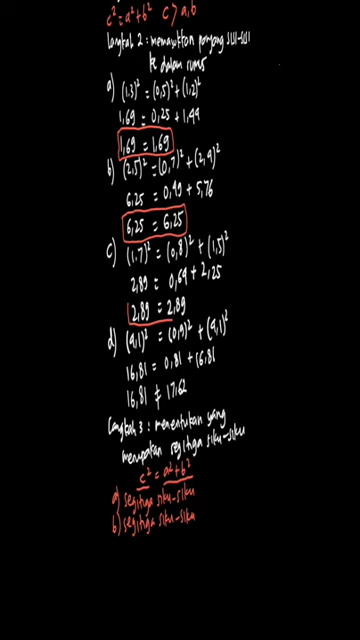 c² = a² + b² c > a, b
Langkah 2 : memasukkan panjang sisi-sisi
ke dalam rumus
a) (1,3)² = (0,5)² + (1,2)²
1,69 = 0,25 + 1,44
1,69 = 1,69
b) (2,5)² = (0,7)² + (2,4)²
6,25 = 0,49 + 5,76
6,25 = 6,25
c) (1,7)² = (0,8)² + (1,5)²
2,89 = 0,64 + 2,25
2,89 = 2,89
d) (4,1)² = (0,9)² + (4,1)²
16,81 = 0,81 + 16,81
16,81 ≠ 17,62
Langkah 3 : menentukan yang
merupakan segitiga siku-siku
c² = a² + b²
a) segitiga siku-siku
b) segitiga siku-siku